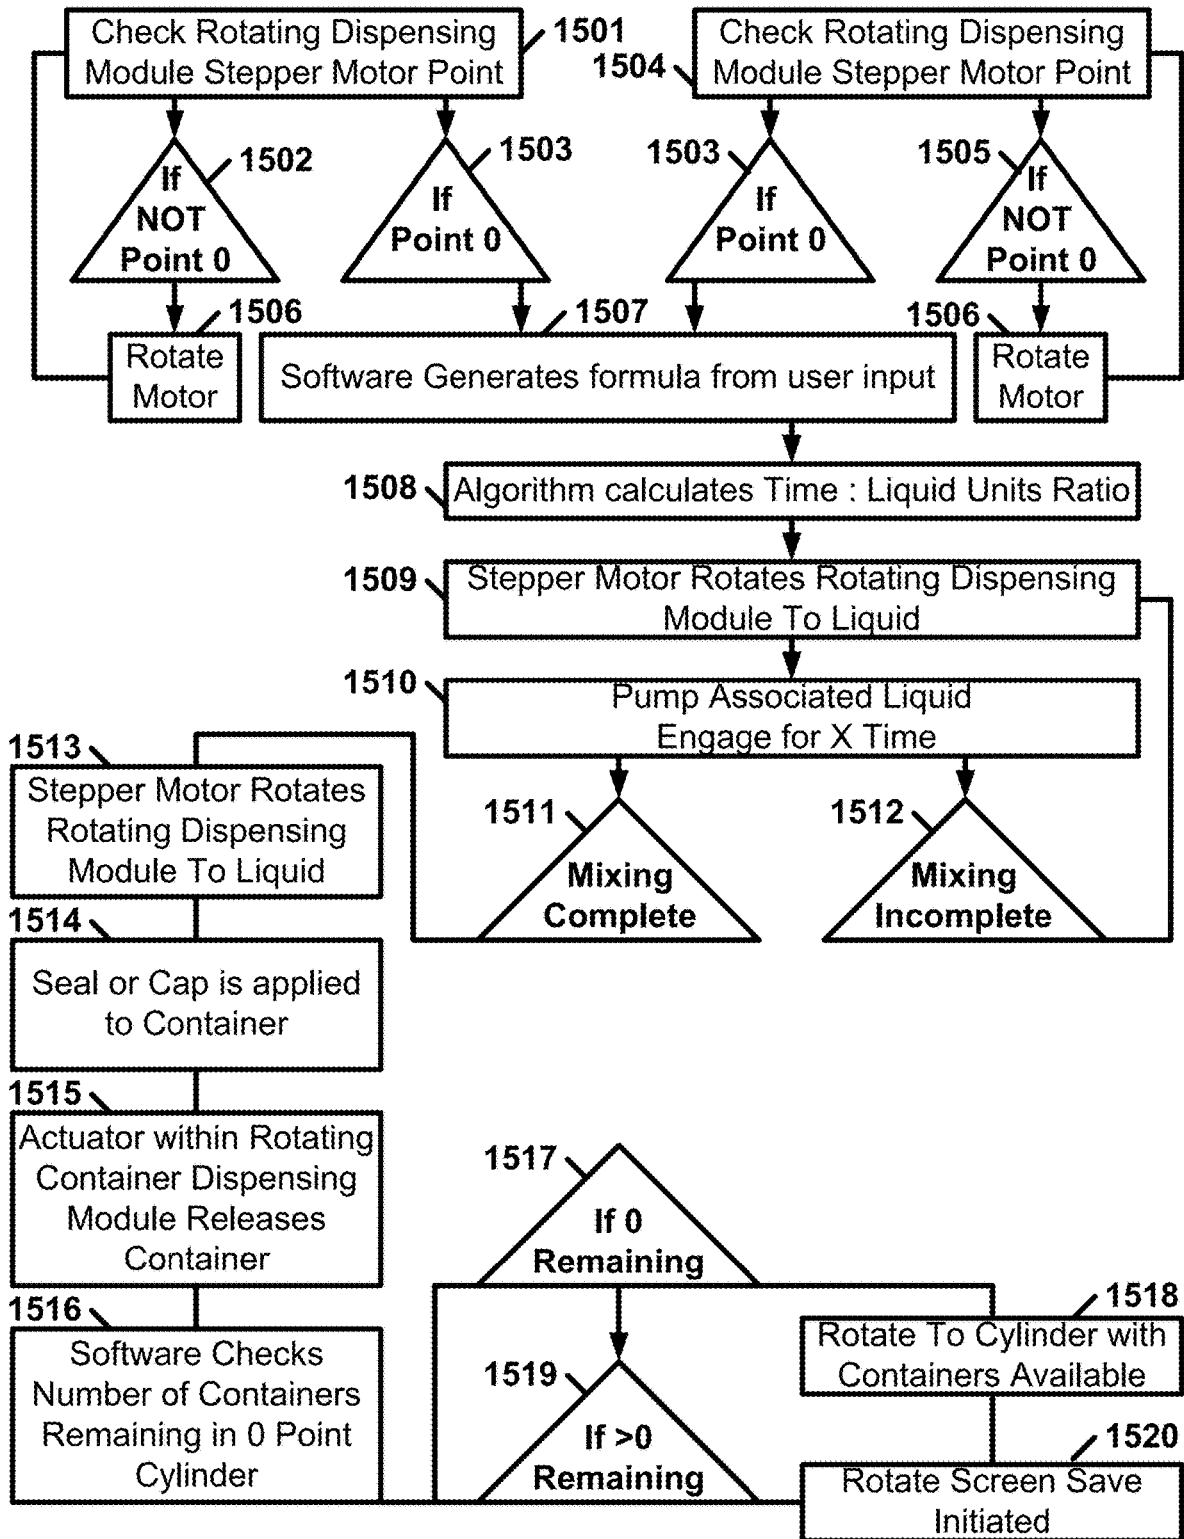 Check Rotating Dispensing
Module Stepper Motor Point
1501
1504
Check Rotating Dispensing
Module Stepper Motor Point
1502
If
NOT
Point 0
1503
If
Point 0
1503
If
Point 0
1505
If
NOT
Point 0
1506
Rotate
Motor
1507
Software Generates formula from user input
1506
Rotate
Motor
1508
Algorithm calculates Time : Liquid Units Ratio
1509
Stepper Motor Rotates Rotating Dispensing
Module To Liquid
1510
Pump Associated Liquid
Engage for X Time
1511
Mixing
Complete
1512
Mixing
Incomplete
1513
Stepper Motor Rotates
Rotating Dispensing
Module To Liquid
1514
Seal or Cap is applied
to Container
1515
Actuator within Rotating
Container Dispensing
Module Releases
Container
1516
Software Checks
Number of Containers
Remaining in 0 Point
Cylinder
1517
If 0
Remaining
1518
Rotate To Cylinder with
Containers Available
1519
If >0
Remaining
1520
Rotate Screen Save
Initiated